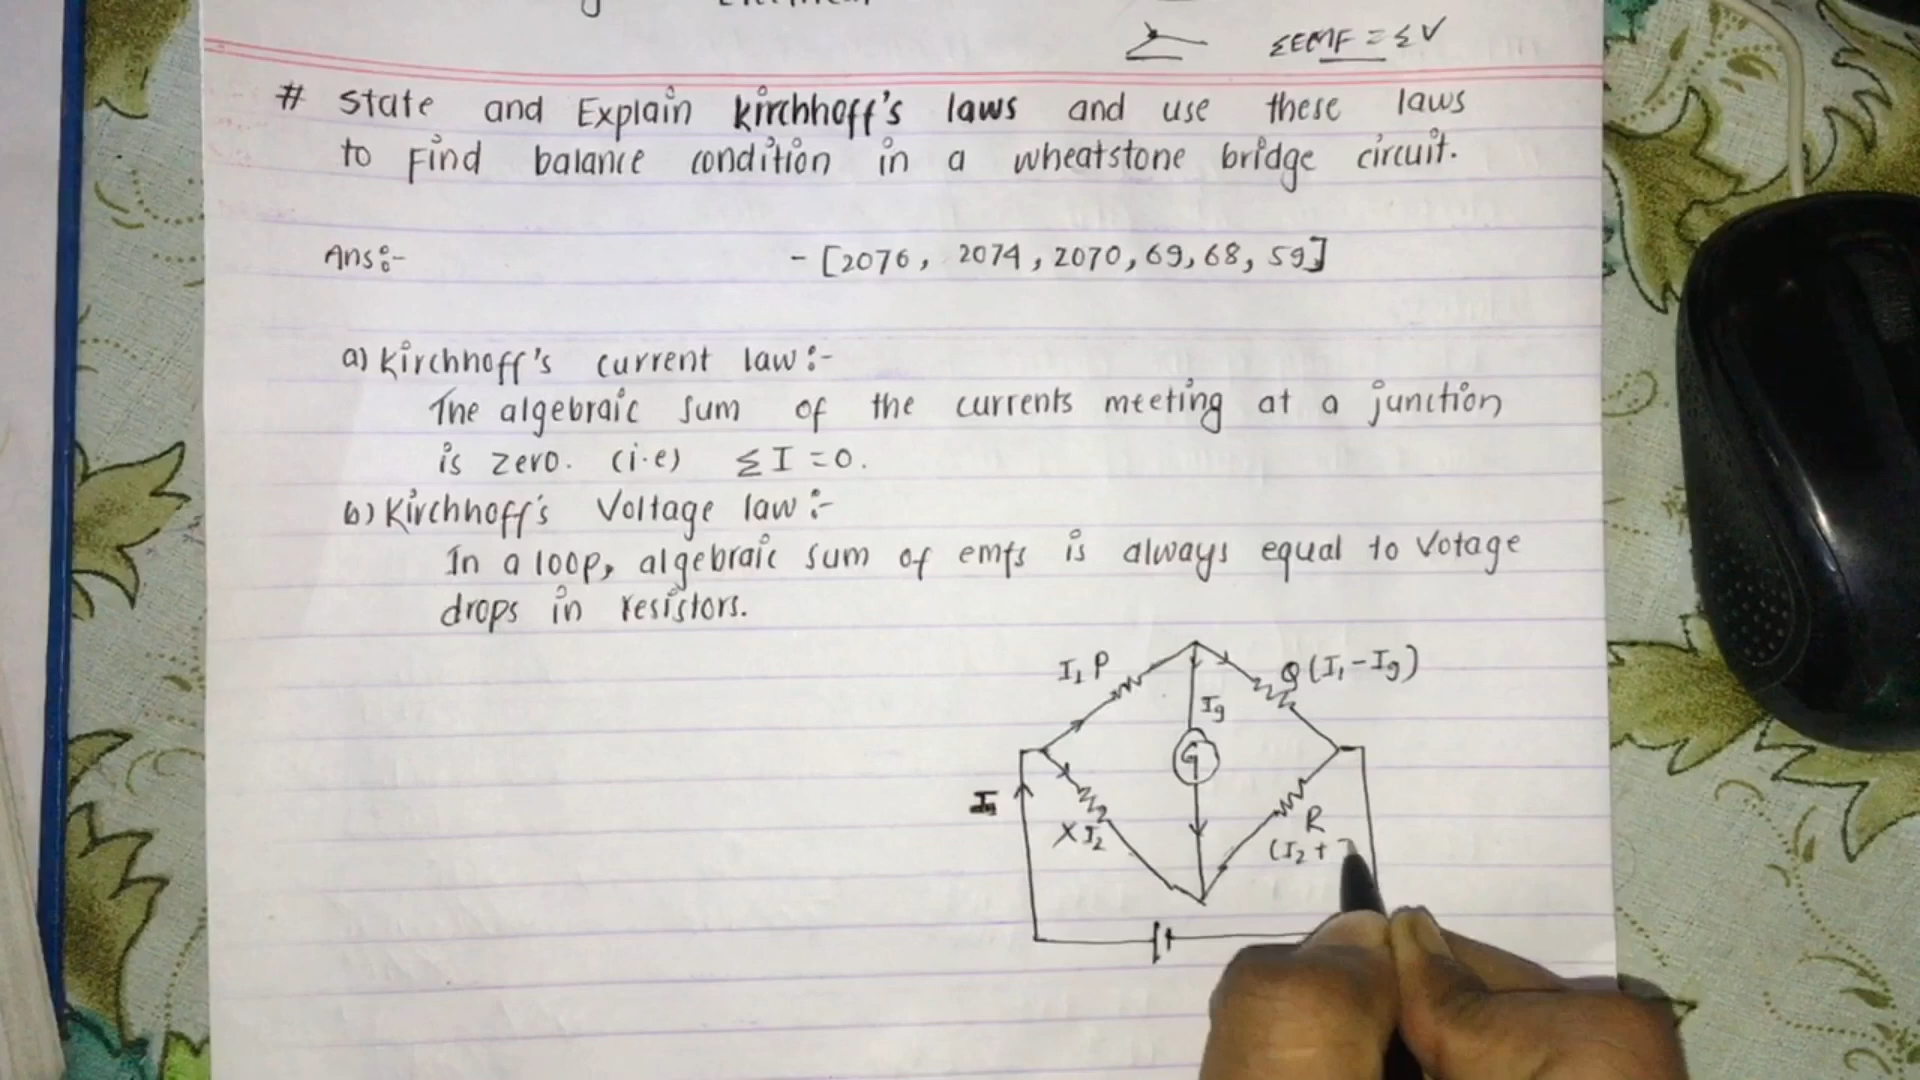 ΣEMF = ΣV
# State and Explain Kirchhoff's laws and use these laws
to Find balance condition in a wheatstone bridge circuit.
Ans:-
- [2076, 2074, 2070, 69, 68, 59]
a) Kirchhoff's current law:-
The algebraic sum of the currents meeting at a junction
is zero. (i.e) ΣI = 0.
b) Kirchhoff's Voltage law:-
In a loop, algebraic sum of emfs is always equal to Votage
drops in resistors.
I₁ P
Q (I₁-Ig)
Ig
G
X I₂
R
(I₂ +